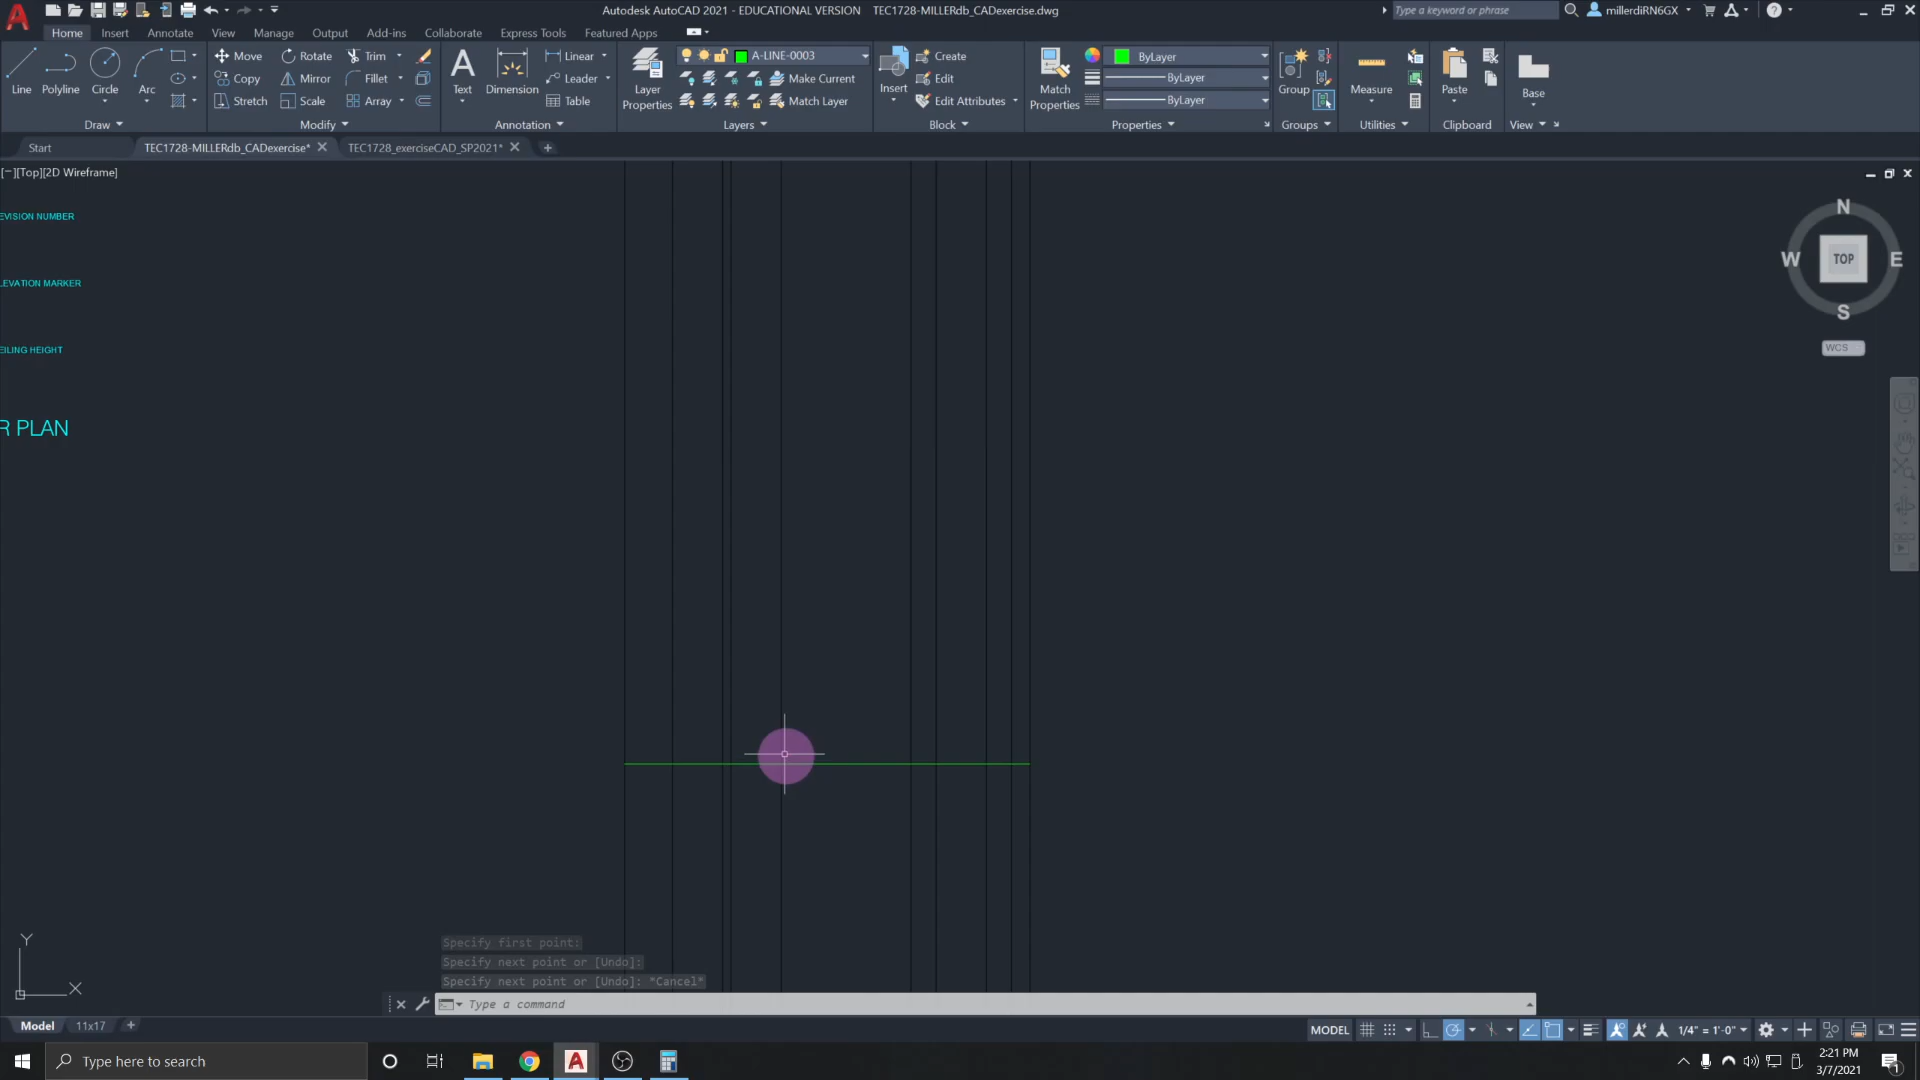 Autodesk AutoCAD 2021 - EDUCATIONAL VERSION TEC1728-MILLERdb_CADexercise.dwg
Type a keyword or phrase
millerdiRN6GX
Home Insert Annotate View Manage Output Add-ins Collaborate Express Tools Featured Apps
Move Rotate Trim
Copy Mirror Fillet
Stretch Scale Array
Line Polyline Circle Arc
Text Dimension
Linear
Leader
Table
Layer Properties
A-LINE-0003
Make Current
Match Layer
Insert
Create
Edit
Edit Attributes
Match Properties
ByLayer
ByLayer
ByLayer
Group
Measure
Paste
Base
Draw Modify Annotation Layers Block Properties Groups Utilities Clipboard View
Start TEC1728-MILLERdb_CADexercise* TEC1728_exerciseCAD_SP2021*
[−][Top][2D Wireframe]
EVISION NUMBER
LEVATION MARKER
EILING HEIGHT
R PLAN
N
W TOP E
S
WCS
Y
X
Specify first point:
Specify next point or [Undo]:
Specify next point or [Undo]: *Cancel*
Type a command
Model 11x17
MODEL 1/4" = 1'-0"
Type here to search
2:21 PM
3/7/2021
1